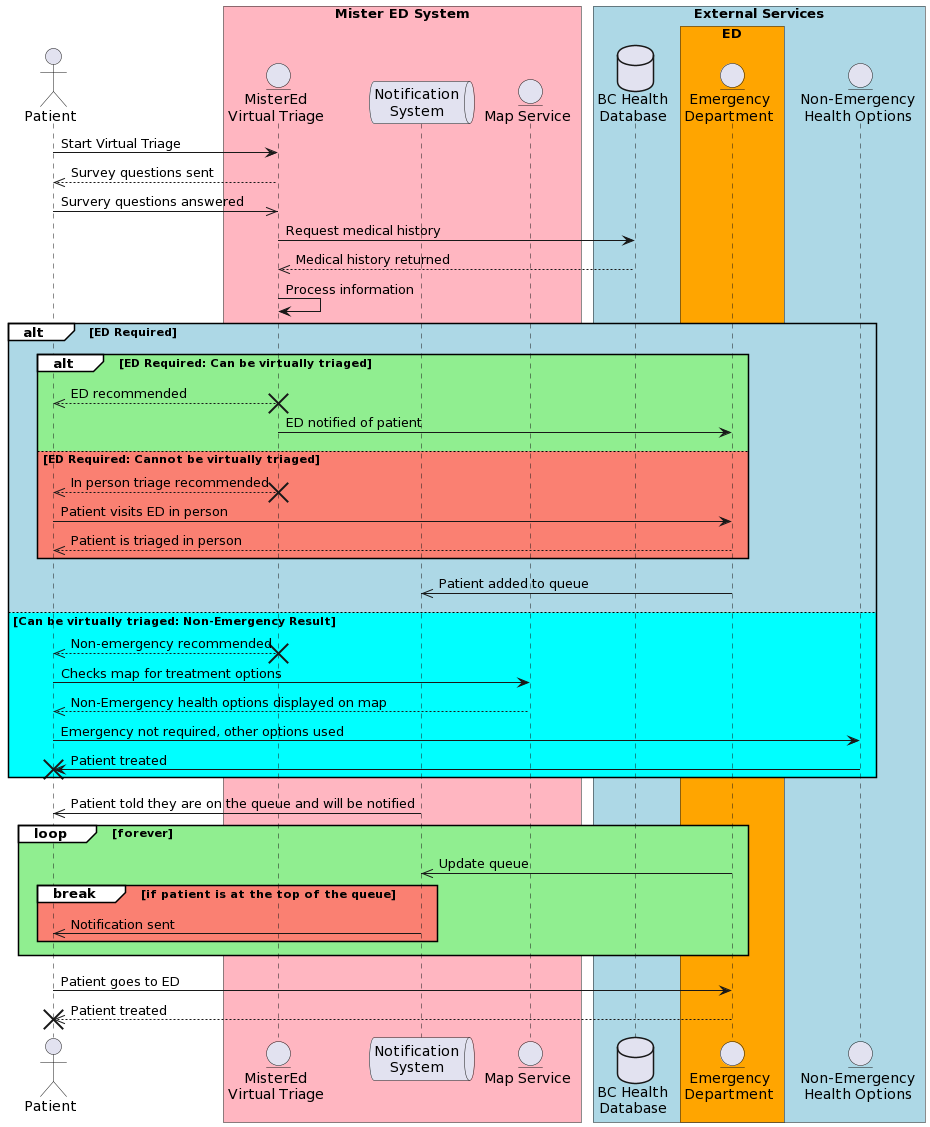 Mister ED System
External Services
ED
Patient
MisterEd
Virtual Triage
Notification
System
Map Service
BC Health
Database
Emergency
Department
Non-Emergency
Health Options
Start Virtual Triage
Survey questions sent
Survery questions answered
Request medical history
Medical history returned
Process information
alt [ED Required]
alt [ED Required: Can be virtually triaged]
ED recommended
ED notified of patient
[ED Required: Cannot be virtually triaged]
In person triage recommended
Patient visits ED in person
Patient is triaged in person
Patient added to queue
[Can be virtually triaged: Non-Emergency Result]
Non-emergency recommended
Checks map for treatment options
Non-Emergency health options displayed on map
Emergency not required, other options used
Patient treated
Patient told they are on the queue and will be notified
loop [forever]
Update queue
break [if patient is at the top of the queue]
Notification sent
Patient goes to ED
Patient treated
Patient
MisterEd
Virtual Triage
Notification
System
Map Service
BC Health
Database
Emergency
Department
Non-Emergency
Health Options